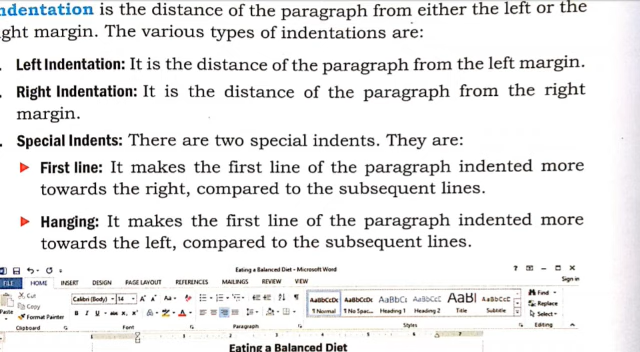 ndentation is the distance of the paragraph from either the left or the
ght margin. The various types of indentations are:
Left Indentation: It is the distance of the paragraph from the left margin.
Right Indentation: It is the distance of the paragraph from the right
margin.
Special Indents: There are two special indents. They are:
First line: It makes the first line of the paragraph indented more
towards the right, compared to the subsequent lines.
Hanging: It makes the first line of the paragraph indented more
towards the left, compared to the subsequent lines.
Eating a Balanced Diet - Microsoft Word
Sign in
FILE HOME INSERT DESIGN PAGE LAYOUT REFERENCES MAILINGS REVIEW VIEW
Cut
Copy
Format Painter
Paste
Calibri (Body) 14
AaBbCcDc AaBbCcDc AaBbCc AaBbCcC AaBl AaBbCcC
1 Normal 1 No Spac... Heading 1 Heading 2 Title Subtitle
Find
Replace
Select
Clipboard Font Paragraph Styles Editing
Eating a Balanced Diet